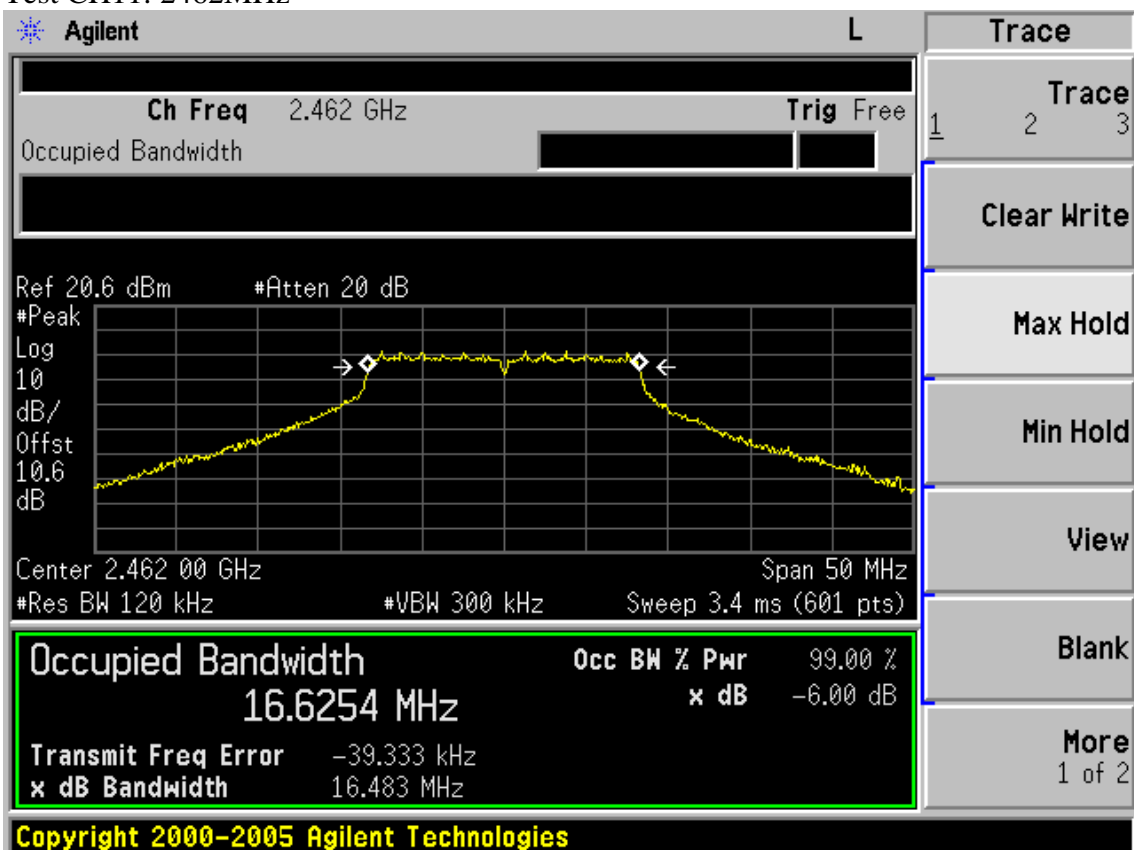 Test CH11: 2462MHz
Agilent L Trace
Ch Freq 2.462 GHz Trig Free
Occupied Bandwidth
Trace
1 2 3
Clear Write
Max Hold
Min Hold
View
Blank
More
1 of 2
Ref 20.6 dBm #Atten 20 dB
#Peak
Log
10
dB/
Offst
10.6
dB
Center 2.462 00 GHz Span 50 MHz
#Res BW 120 kHz #VBW 300 kHz Sweep 3.4 ms (601 pts)
Occupied Bandwidth Occ BW % Pwr 99.00 %
16.6254 MHz x dB -6.00 dB
Transmit Freq Error -39.333 kHz
x dB Bandwidth 16.483 MHz
Copyright 2000-2005 Agilent Technologies